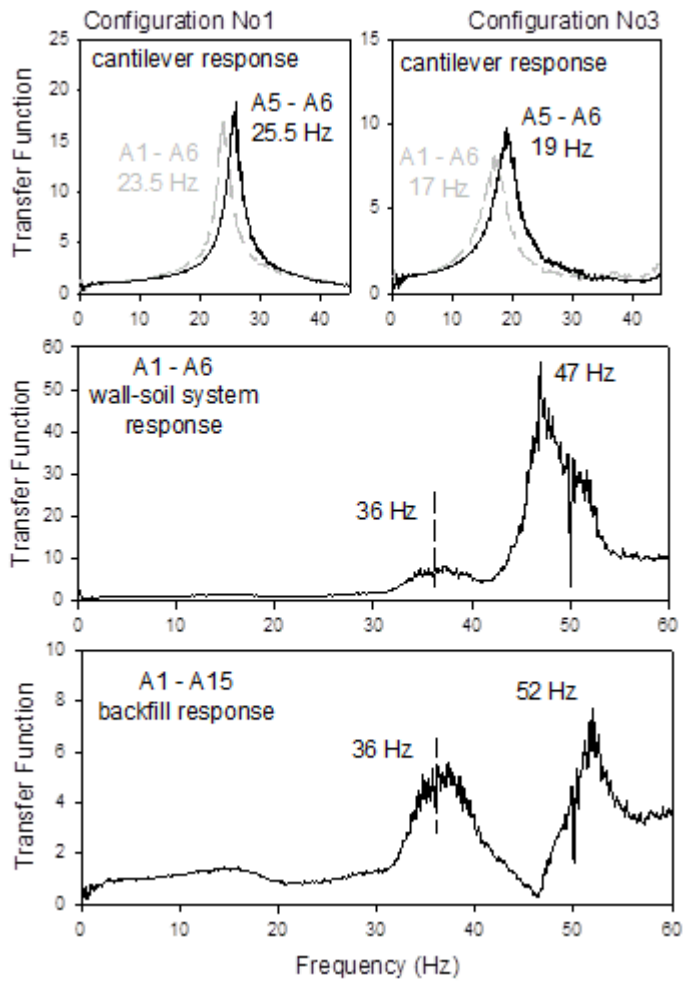 Configuration No1
Configuration No3
Transfer Function
25
20
15
10
5
0
cantilever response
A5 - A6
25.5 Hz
A1 - A6
23.5 Hz
0
10
20
30
40
15
10
5
0
cantilever response
A5 - A6
19 Hz
A1 - A6
17 Hz
0
10
20
30
40
Transfer Function
60
50
40
30
20
10
0
A1 - A6
wall-soil system
response
47 Hz
36 Hz
0
10
20
30
40
50
60
Transfer Function
10
8
6
4
2
0
A1 - A15
backfill response
52 Hz
36 Hz
0
10
20
30
40
50
60
Frequency (Hz)